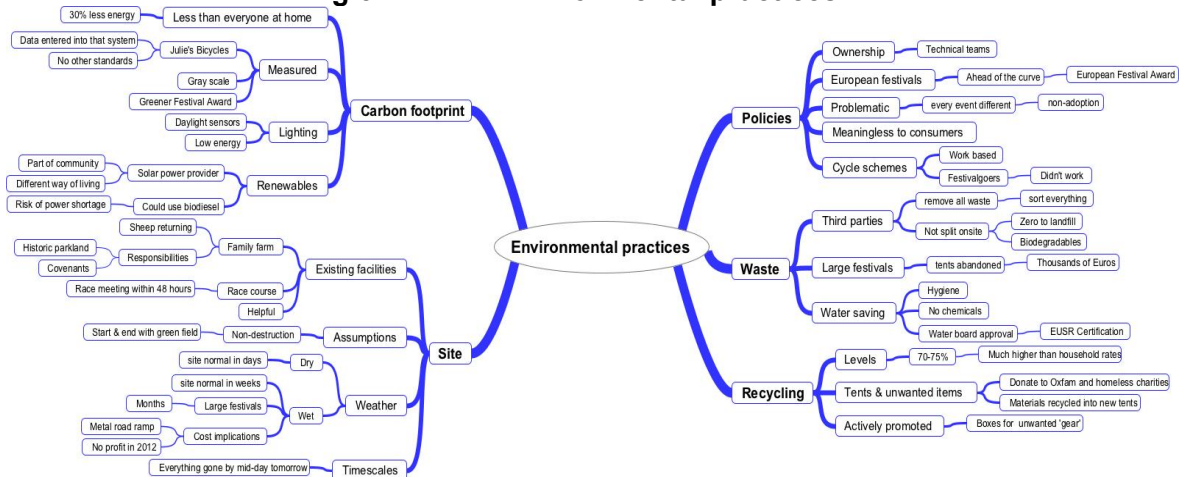 30% less energy
Less than everyone at home
Data entered into that system
Julie's Bicycles
No other standards
Measured
Gray scale
Greener Festival Award
Carbon footprint
Daylight sensors
Lighting
Low energy
Part of community
Solar power provider
Different way of living
Renewables
Risk of power shortage
Could use biodiesel
Sheep returning
Family farm
Historic parkland
Responsibilities
Covenants
Existing facilities
Race meeting within 48 hours
Race course
Helpful
Start & end with green field
Non-destruction
Assumptions
Site
site normal in days
Dry
site normal in weeks
Weather
Months
Large festivals
Wet
Metal road ramp
Cost implications
No profit in 2012
Everything gone by mid-day tomorrow
Timescales
Environmental practices
Policies
Ownership
Technical teams
European festivals
Ahead of the curve
European Festival Award
Problematic
every event different
non-adoption
Meaningless to consumers
Cycle schemes
Work based
Festivalgoers
Didn't work
Waste
Third parties
remove all waste
sort everything
Not split onsite
Zero to landfill
Biodegradables
Large festivals
tents abandoned
Thousands of Euros
Water saving
Hygiene
No chemicals
Water board approval
EUSR Certification
Recycling
Levels
70-75%
Much higher than household rates
Tents & unwanted items
Donate to Oxfam and homeless charities
Materials recycled into new tents
Actively promoted
Boxes for unwanted 'gear'